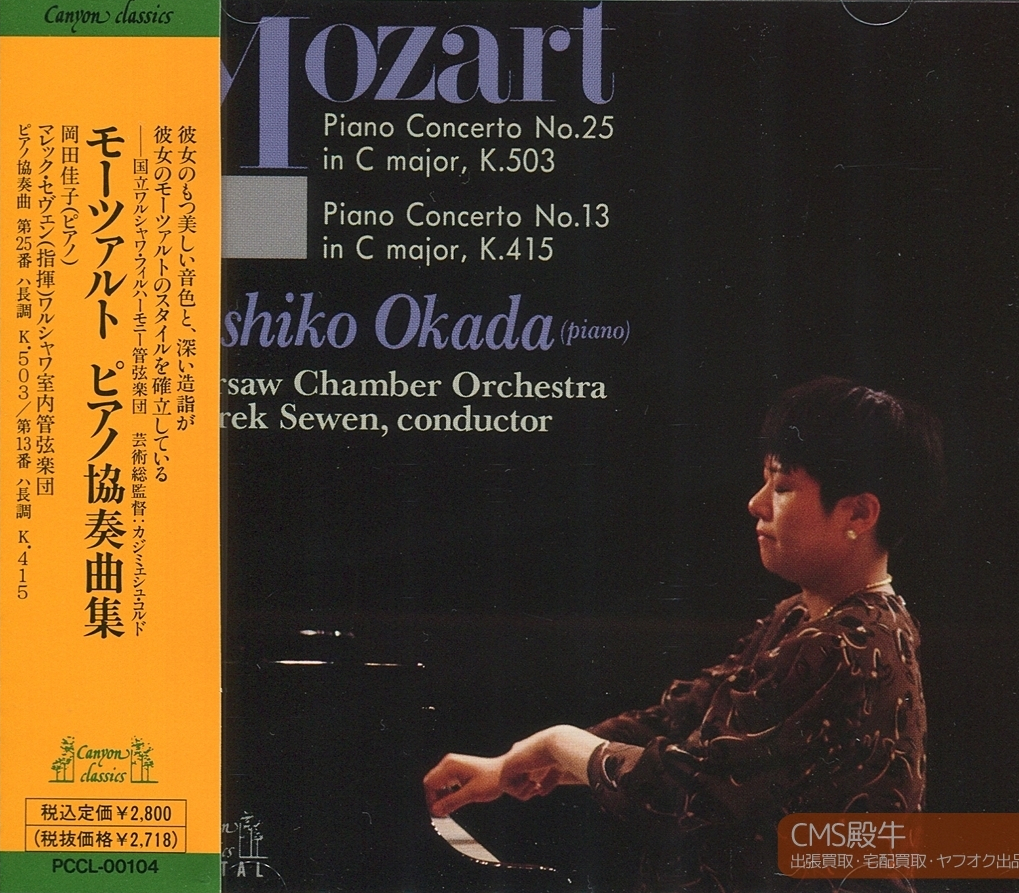 Canyon classics
彼女のもつ美しい音色と、深い造詣が
彼女のモーツァルトのスタイルを確立している
──国立ワルシャワ・フィルハーモニー管弦楽団 芸術総監督:カジミェシュ・コルド
モーツァルト ピアノ協奏曲集
岡田佳子(ピアノ)
マレック・セヴェン(指揮)ワルシャワ室内管弦楽団
ピアノ協奏曲 第25番 ハ長調 K.503/第13番 ハ長調 K.415
Canyon
classics
税込定価¥2,800
(税抜価格¥2,718)
PCCL-00104
Mozart
Piano Concerto No.25
in C major, K.503
Piano Concerto No.13
in C major, K.415
shiko Okada (piano)
rsaw Chamber Orchestra
rek Sewen, conductor
TAL
CMS殿牛
出張買取・宅配買取・ヤフオク出品